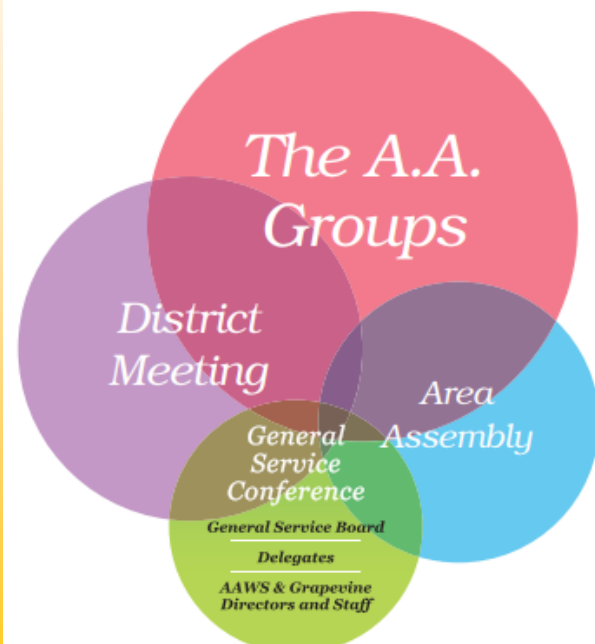 The A.A.
Groups
District
Meeting
Area
Assembly
General
Service
Conference
General Service Board
Delegates
AAWS & Grapevine
Directors and Staff